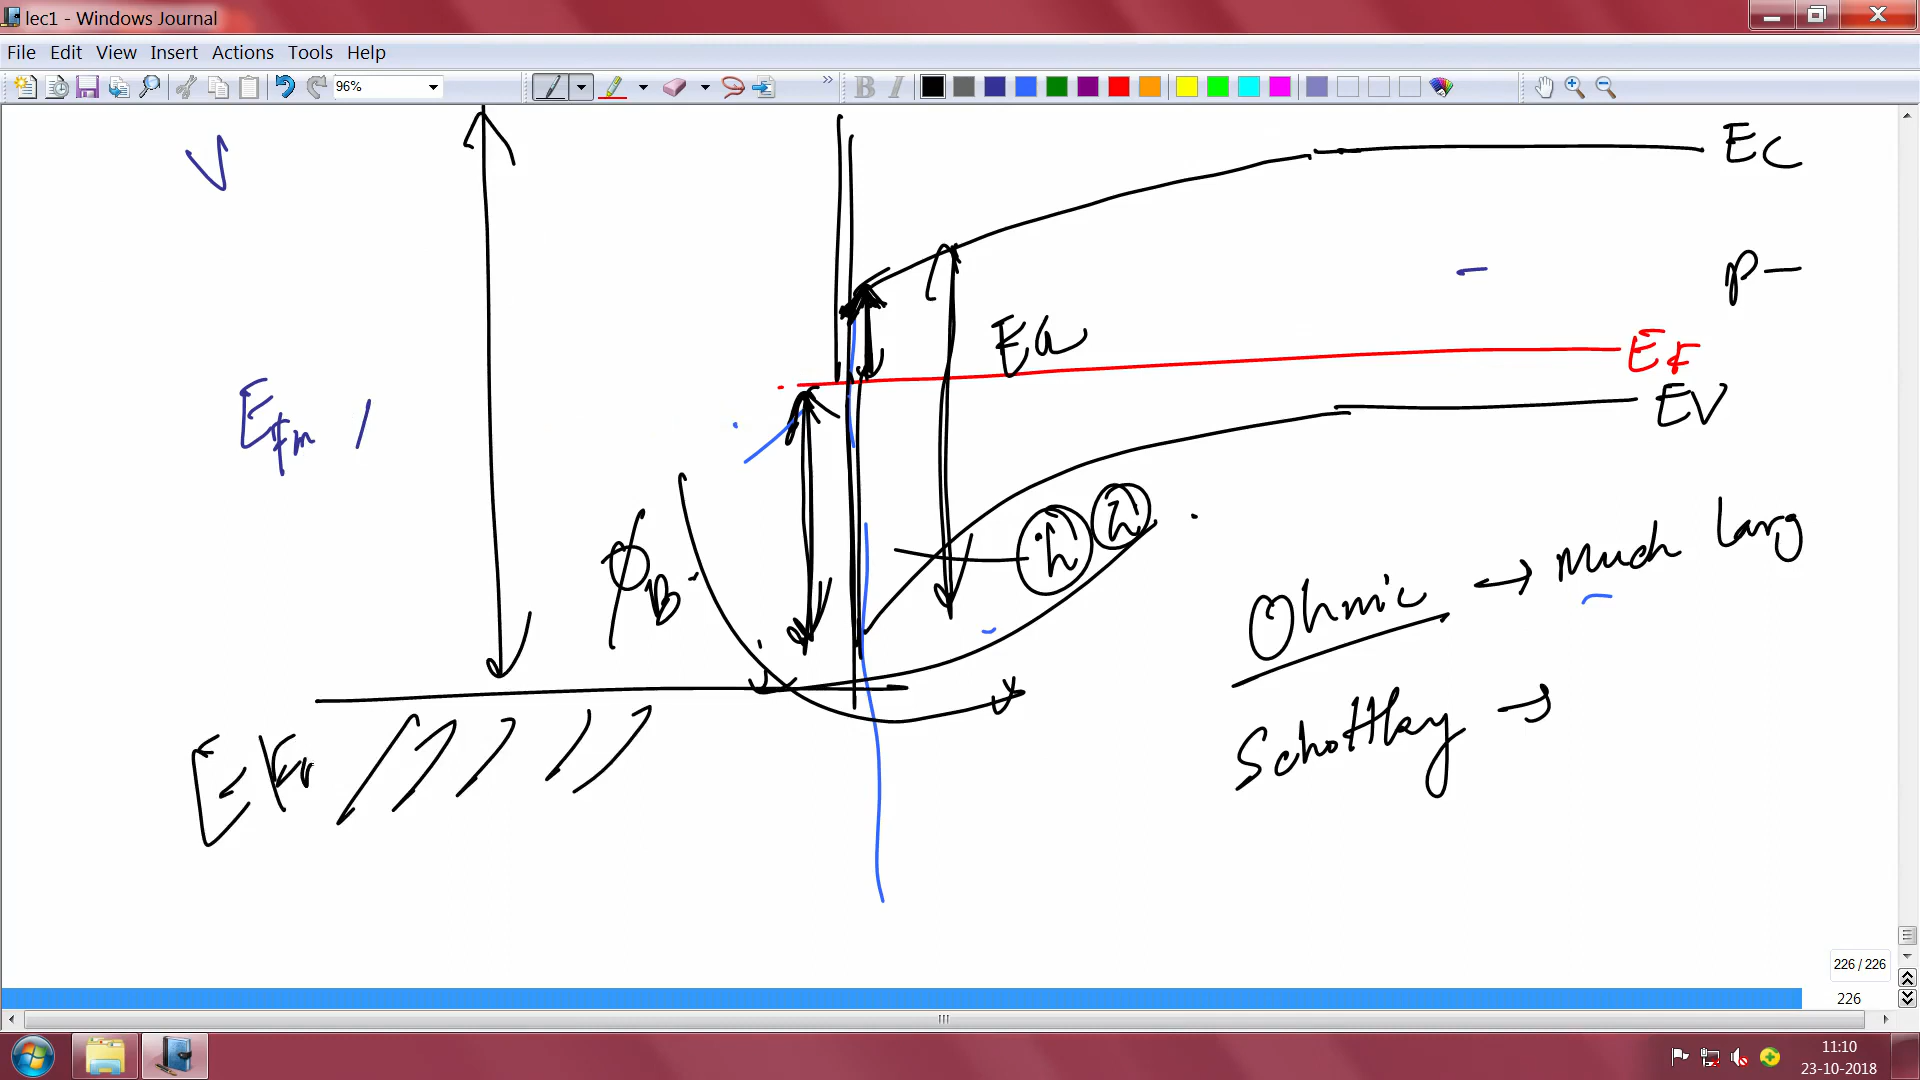 lec1 - Windows Journal
File Edit View Insert Actions Tools Help
96%
B I
EC
V
p-
EG
EF
EV
EFm
h h
ΦB
Ohmic → Much Larg
Schottky →
226 / 226
226
11:10
23-10-2018